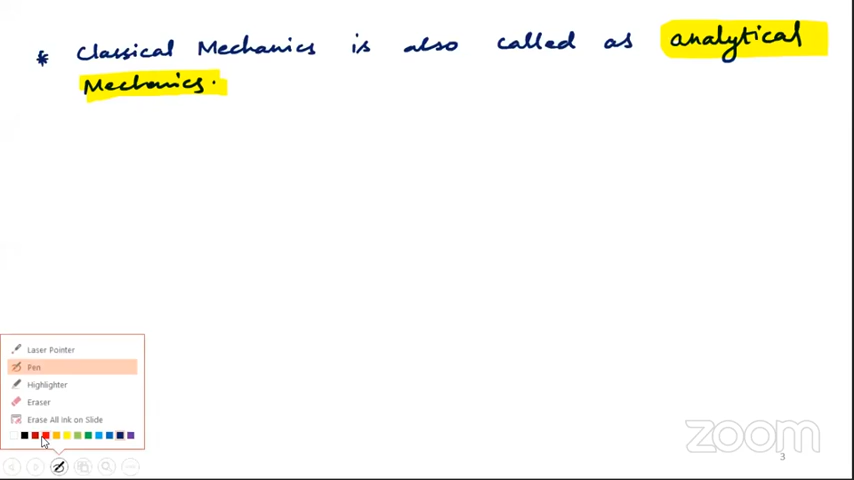 * Classical Mechanics is also called as analytical
Mechanics.
Laser Pointer
Pen
Highlighter
Eraser
Erase All Ink on Slide
zoom
3